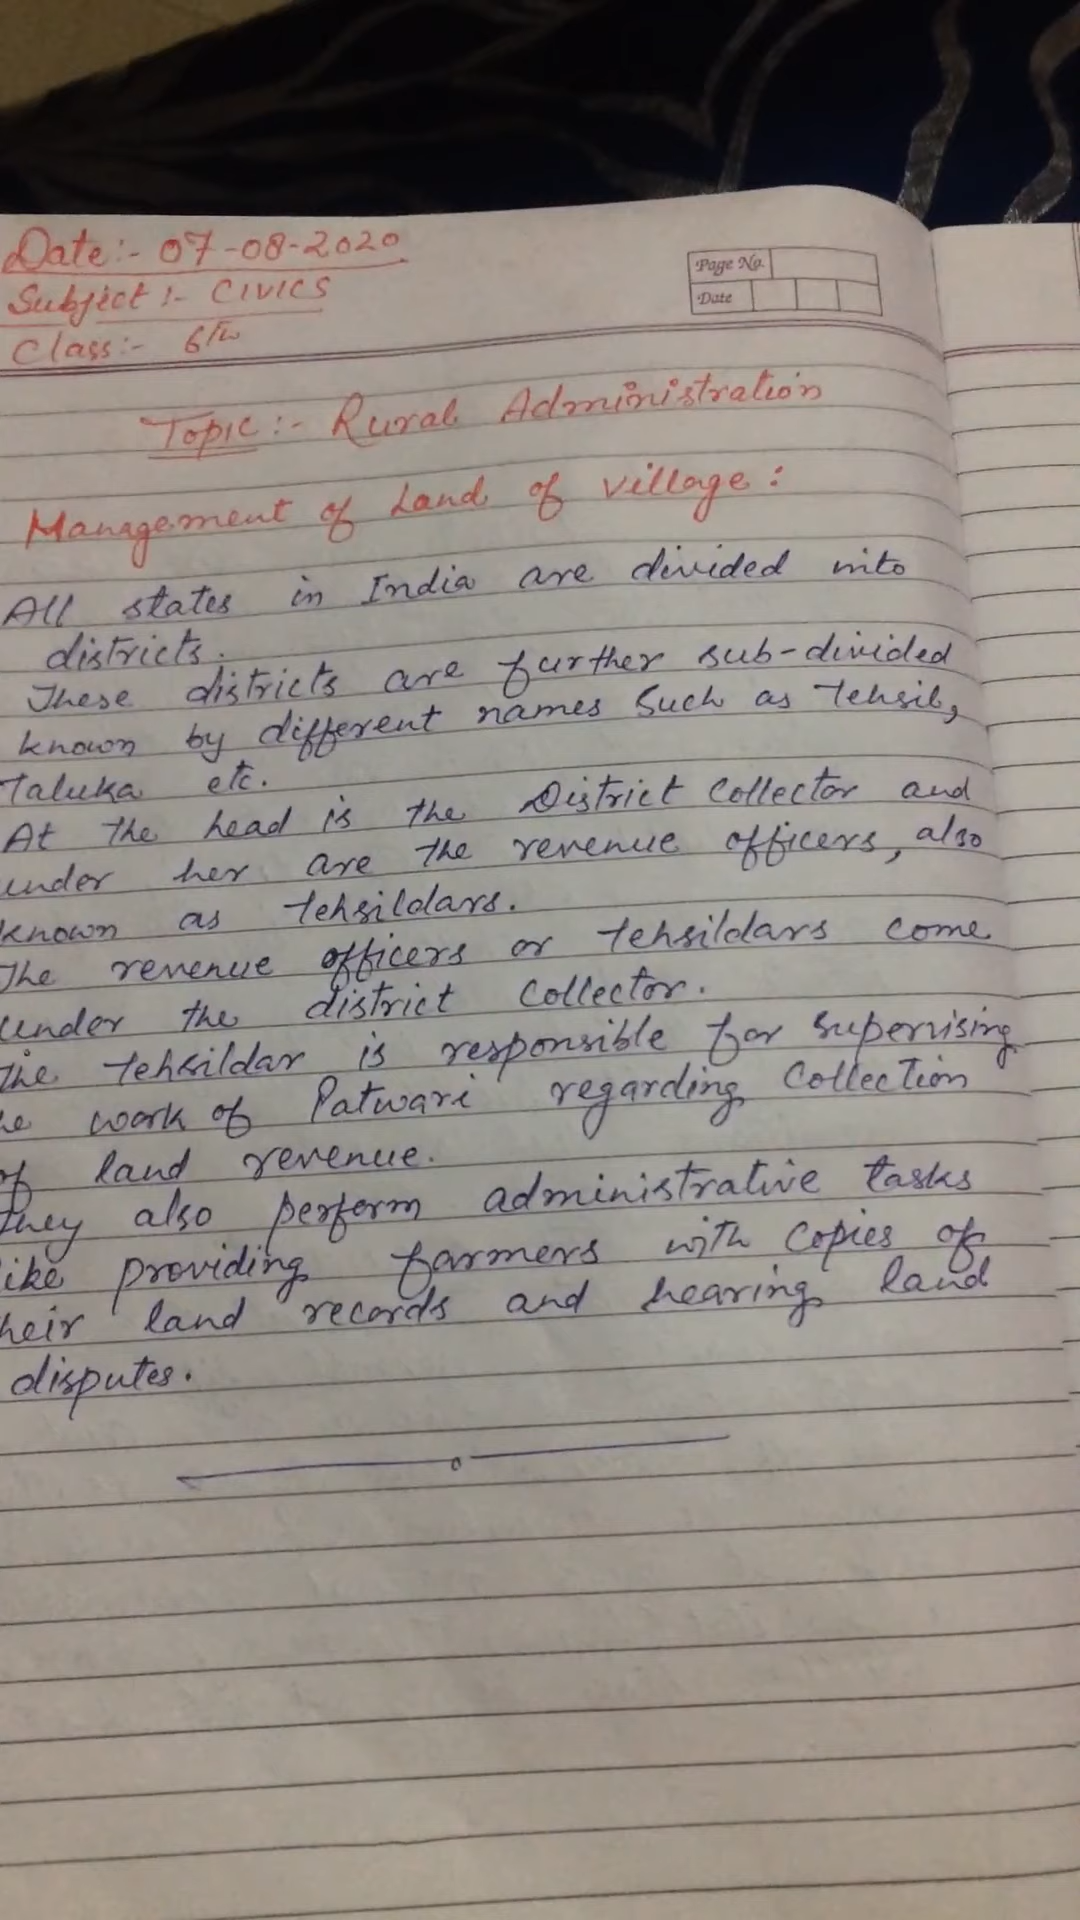 Date:- 07-08-2020
Subject :- CIVICS
Class:- 6th
Page No.
Date
Topic:- Rural Administration
Management of Land of village:
All states in India are divided into
districts.
These districts are further sub-divided
known by different names such as Tehsil,
Taluka etc.
At the head is the District Collector and
under her are the revenue officers, also
known as tehsildars.
The revenue officers or tehsildars come
under the district Collector.
The tehsildar is responsible for supervising
he work of Patwari regarding Collection
of land revenue.
They also perform administrative tasks
ike providing farmers with copies of
heir land records and hearing land
disputes.